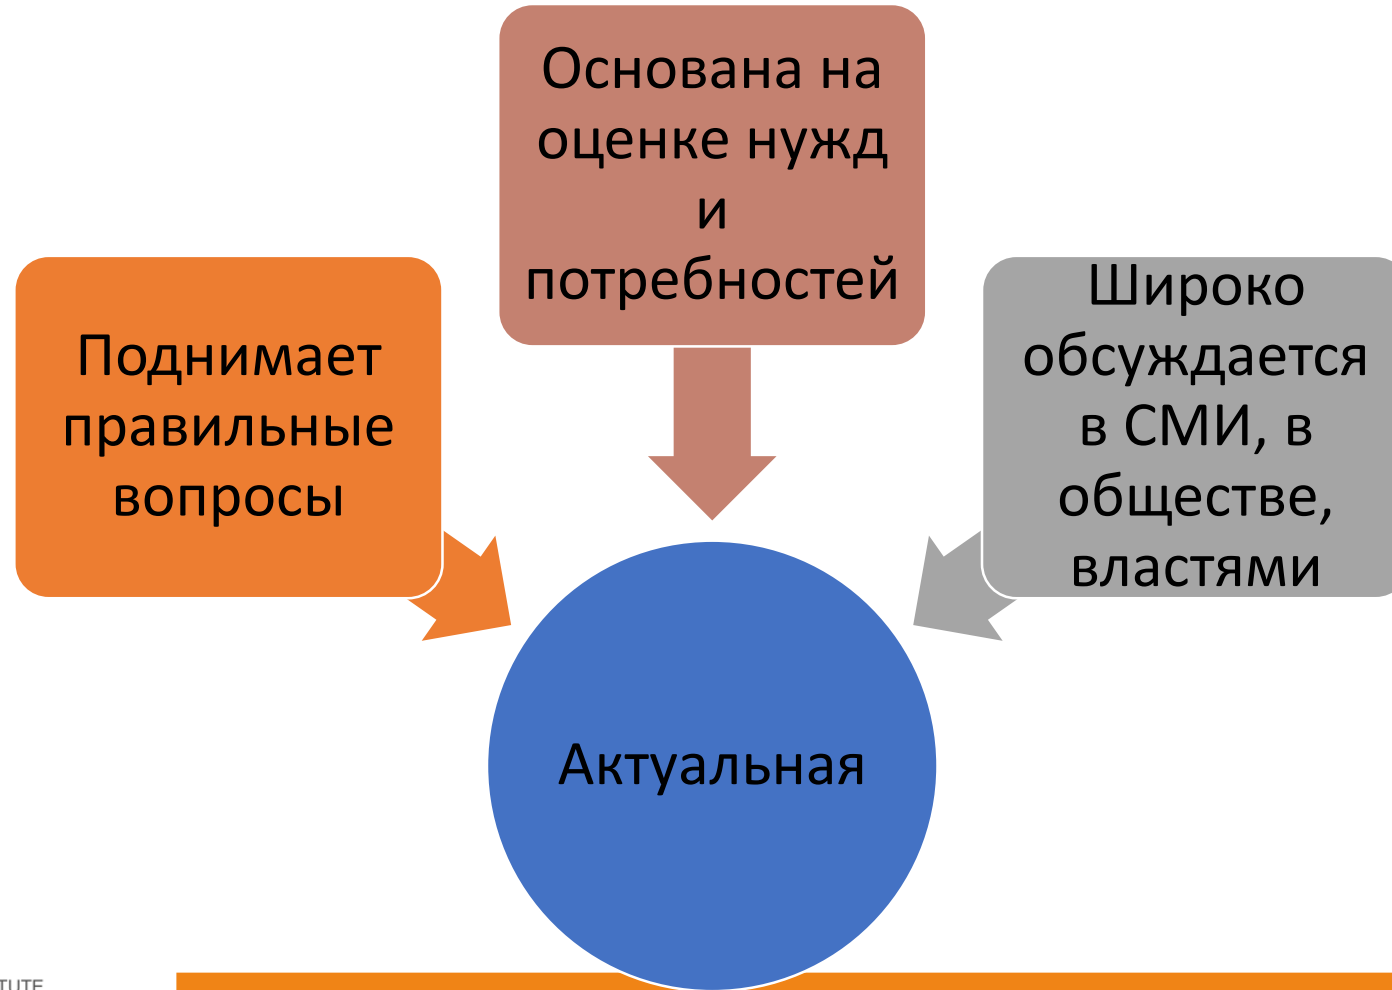 Основана на
оценке нужд
и
потребностей
Поднимает
правильные
вопросы
Широко
обсуждается
в СМИ, в
обществе,
властями
Актуальная